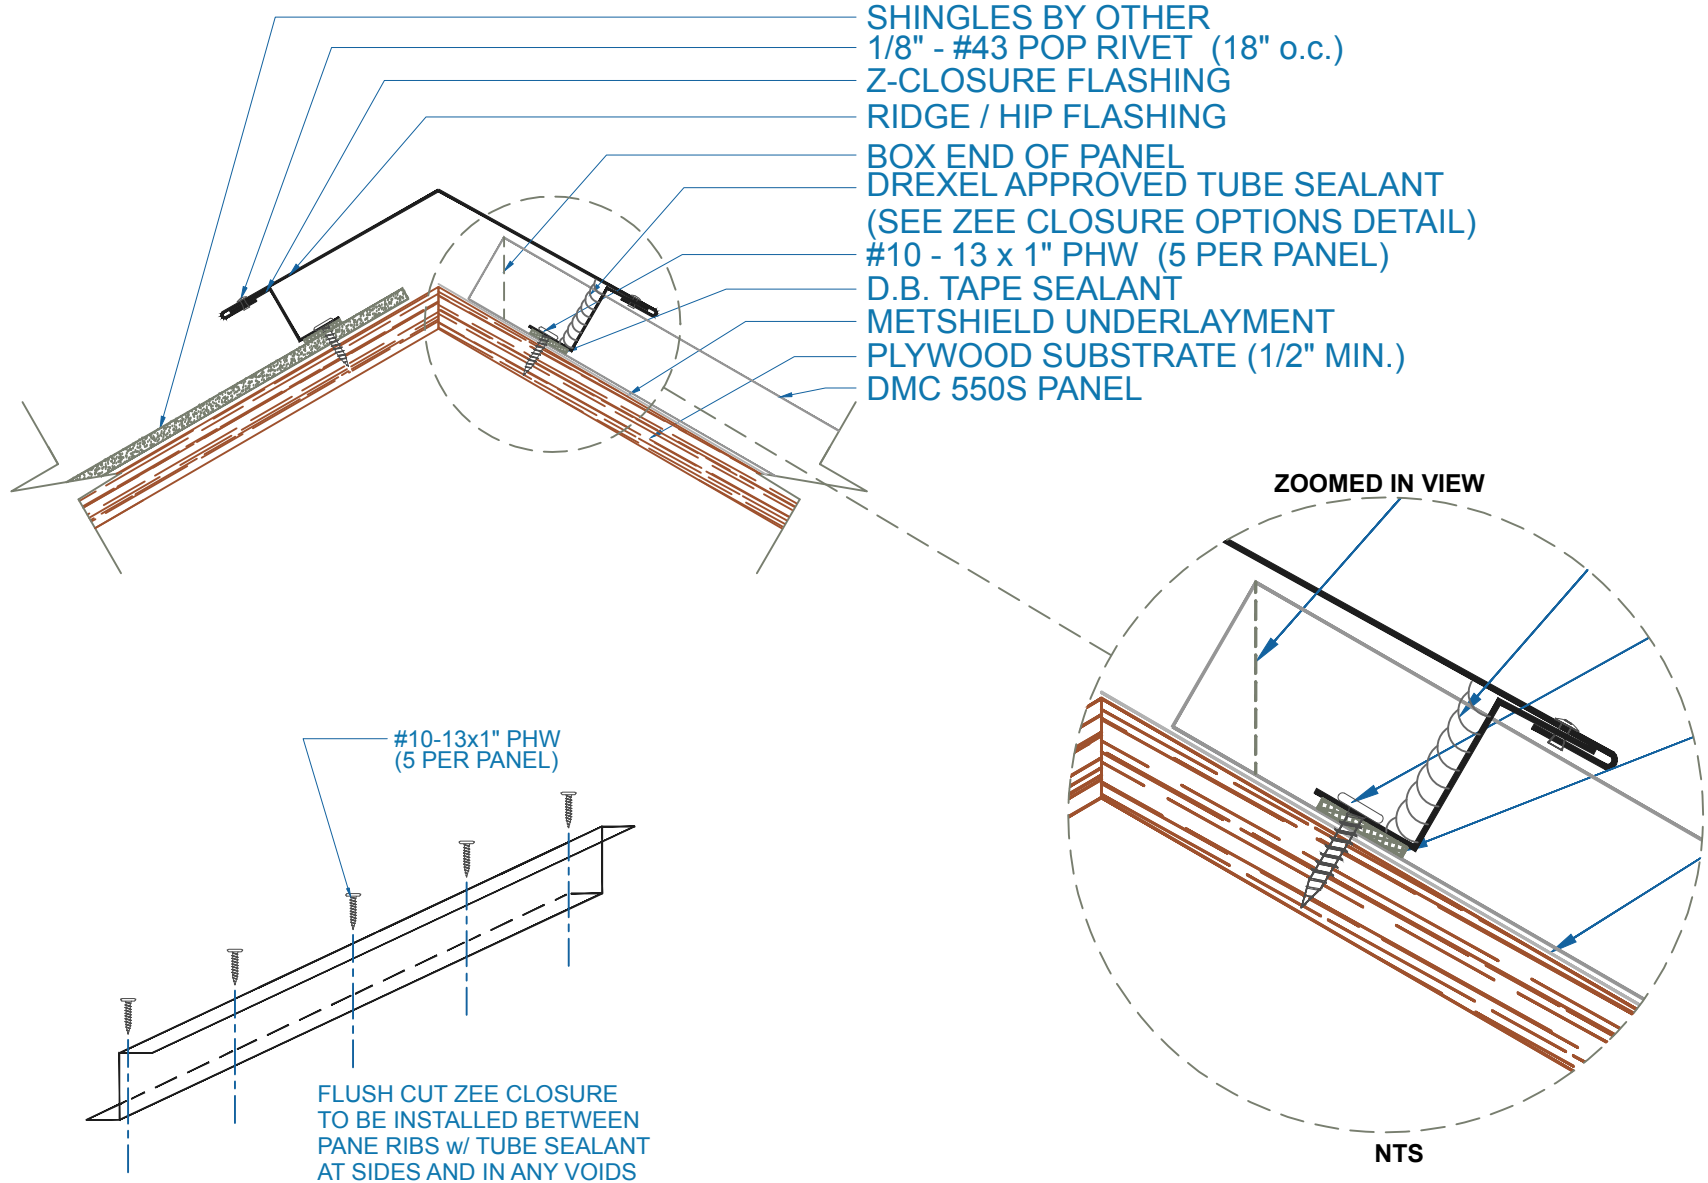 SHINGLES BY OTHER
1/8" - #43 POP RIVET (18" o.c.)
Z-CLOSURE FLASHING
RIDGE / HIP FLASHING
BOX END OF PANEL
DREXEL APPROVED TUBE SEALANT
(SEE ZEE CLOSURE OPTIONS DETAIL)
#10 - 13 x 1" PHW (5 PER PANEL)
D.B. TAPE SEALANT
METSHIELD UNDERLAYMENT
PLYWOOD SUBSTRATE (1/2" MIN.)
DMC 550S PANEL
ZOOMED IN VIEW
#10-13x1" PHW
(5 PER PANEL)
FLUSH CUT ZEE CLOSURE
TO BE INSTALLED BETWEEN
PANE RIBS w/ TUBE SEALANT
AT SIDES AND IN ANY VOIDS
NTS